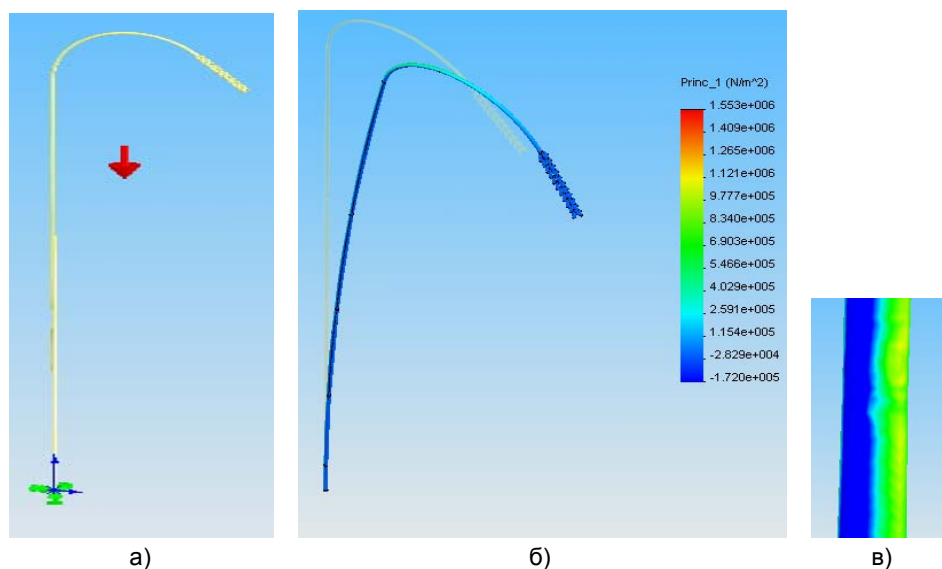 Princ_1 (N/m^2)
1.553e+006
1.409e+006
1.265e+006
1.121e+006
9.777e+005
8.340e+005
6.903e+005
5.466e+005
4.029e+005
2.591e+005
1.154e+005
-2.829e+004
-1.720e+005
а) б) в)